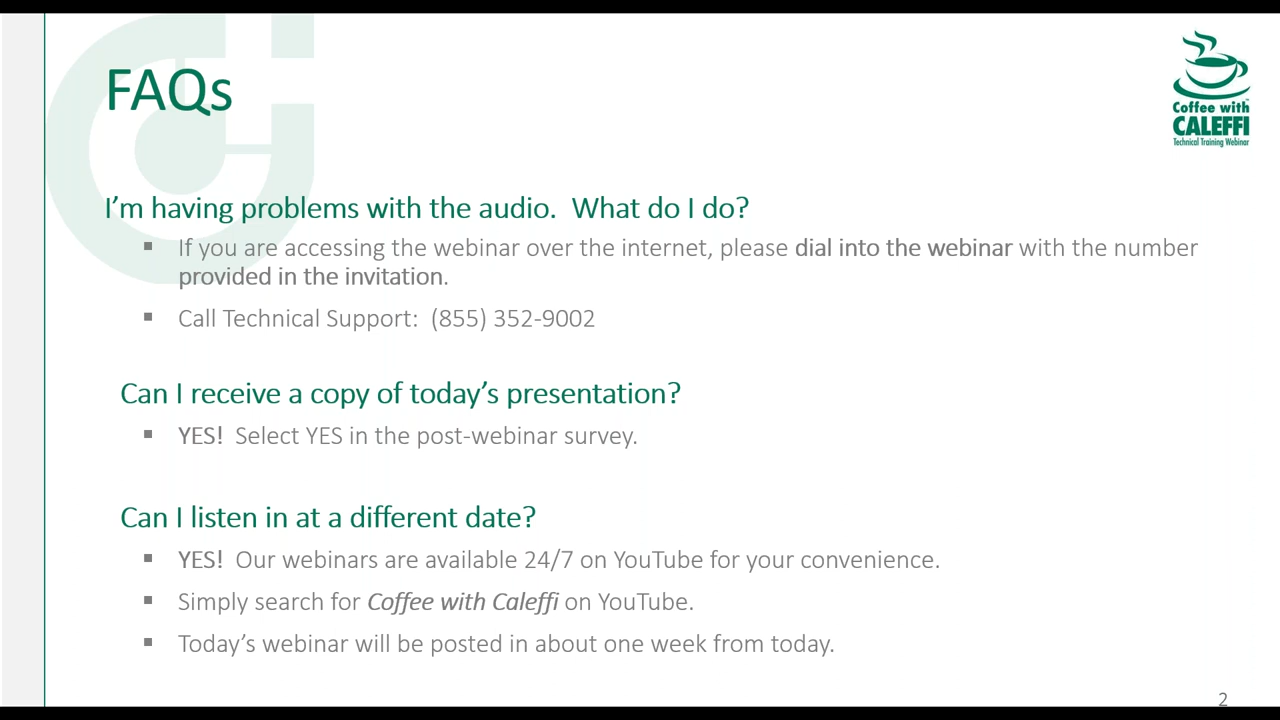 FAQs
Coffee with
CALEFFI
Technical Training Webinar
I'm having problems with the audio.  What do I do?
▪ If you are accessing the webinar over the internet, please dial into the webinar with the number
provided in the invitation.
▪ Call Technical Support:  (855) 352-9002
Can I receive a copy of today's presentation?
▪ YES!  Select YES in the post-webinar survey.
Can I listen in at a different date?
▪ YES!  Our webinars are available 24/7 on YouTube for your convenience.
▪ Simply search for Coffee with Caleffi on YouTube.
▪ Today's webinar will be posted in about one week from today.
2